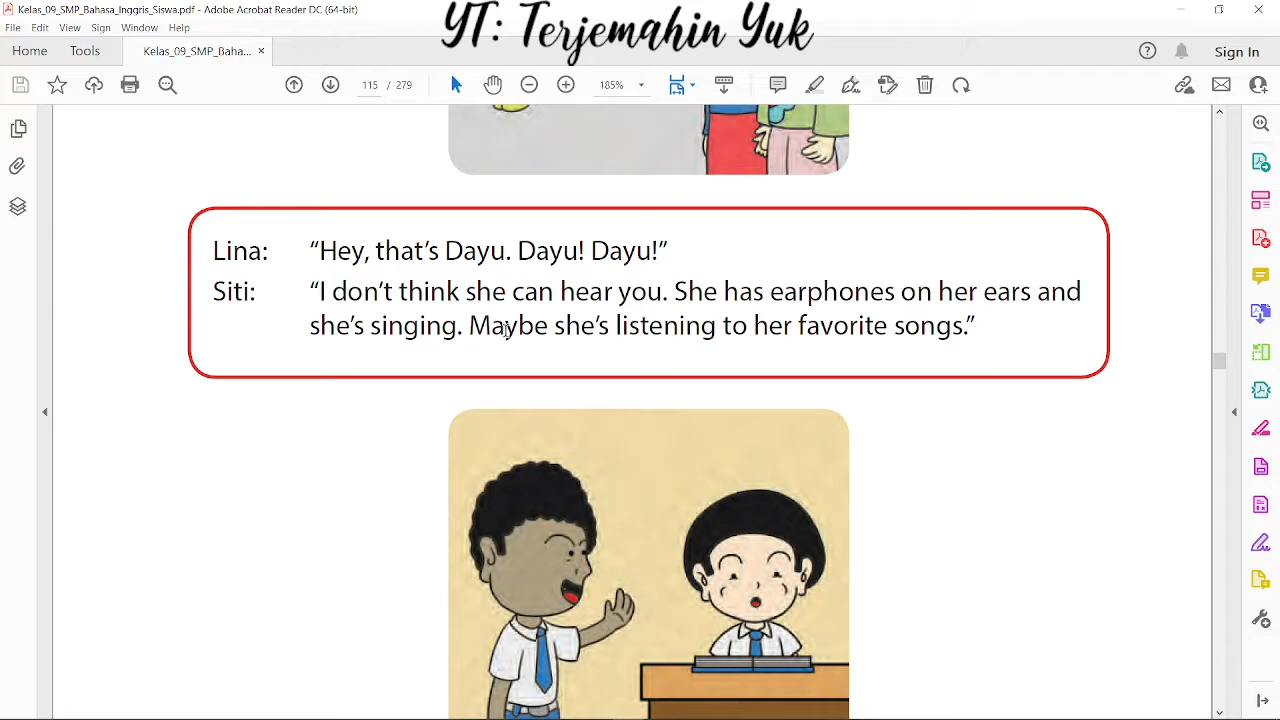 Kelas_09_SMP_Bahasa_Inggris_Siswa.pdf - Adobe Acrobat Reader DC (64-bit)
YT: Terjemahin Yuk
File Edit View Window Help
Home Tools Kelas_09_SMP_Baha... × Sign In
115 / 279 185%
Lina: “Hey, that’s Dayu. Dayu! Dayu!”
Siti: “I don’t think she can hear you. She has earphones on her ears and
she’s singing. Maybe she’s listening to her favorite songs.”